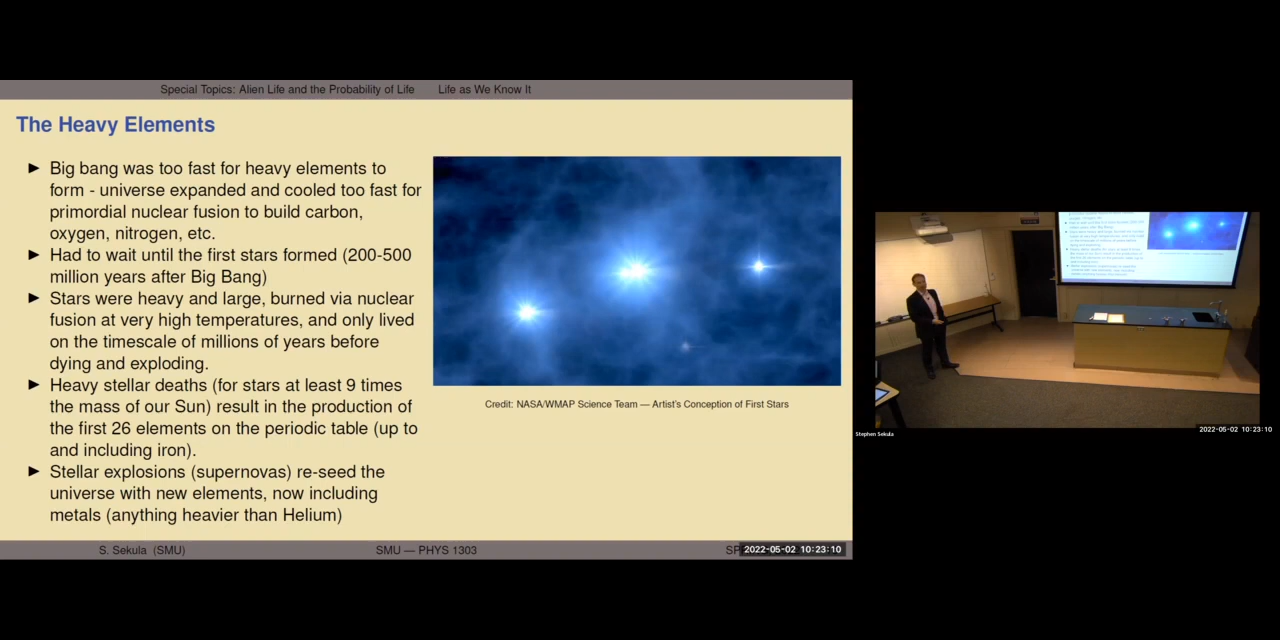 Special Topics: Alien Life and the Probability of Life Life as We Know It
The Heavy Elements
► Big bang was too fast for heavy elements to
form - universe expanded and cooled too fast for
primordial nuclear fusion to build carbon,
oxygen, nitrogen, etc.
► Had to wait until the first stars formed (200-500
million years after Big Bang)
► Stars were heavy and large, burned via nuclear
fusion at very high temperatures, and only lived
on the timescale of millions of years before
dying and exploding.
► Heavy stellar deaths (for stars at least 9 times
the mass of our Sun) result in the production of
the first 26 elements on the periodic table (up to
and including iron).
► Stellar explosions (supernovas) re-seed the
universe with new elements, now including
metals (anything heavier than Helium)
Credit: NASA/WMAP Science Team — Artist's Conception of First Stars
S. Sekula (SMU) SMU — PHYS 1303 SP
2022-05-02 10:23:10
Stephen Sekula
2022-05-02 10:23:10